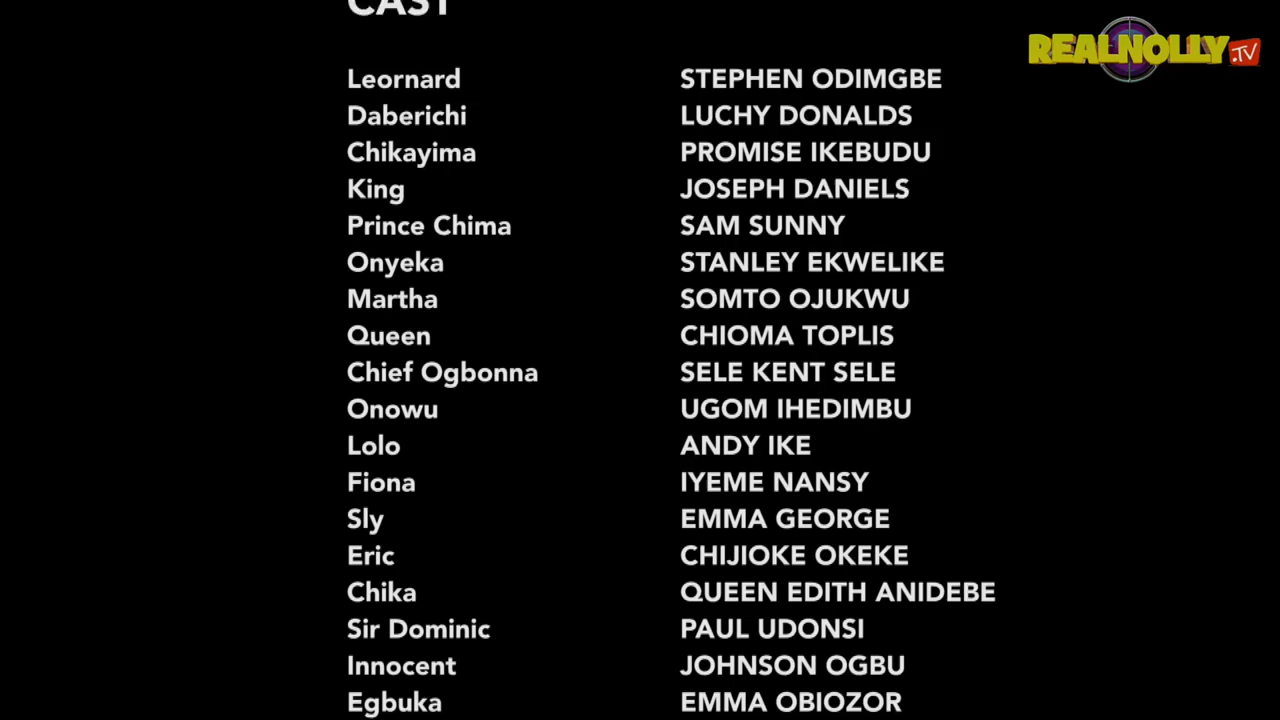 CAST
REALNOLLY.TV
Leornard STEPHEN ODIMGBE
Daberichi LUCHY DONALDS
Chikayima PROMISE IKEBUDU
King JOSEPH DANIELS
Prince Chima SAM SUNNY
Onyeka STANLEY EKWELIKE
Martha SOMTO OJUKWU
Queen CHIOMA TOPLIS
Chief Ogbonna SELE KENT SELE
Onowu UGOM IHEDIMBU
Lolo ANDY IKE
Fiona IYEME NANSY
Sly EMMA GEORGE
Eric CHIJIOKE OKEKE
Chika QUEEN EDITH ANIDEBE
Sir Dominic PAUL UDONSI
Innocent JOHNSON OGBU
Egbuka EMMA OBIOZOR